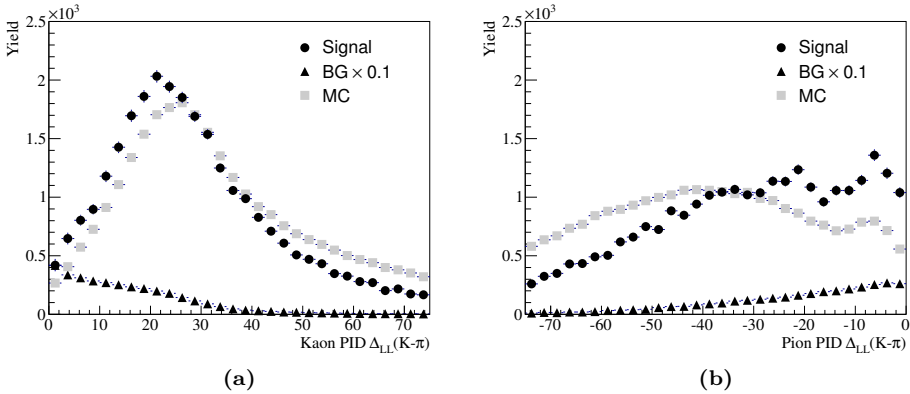 ×10³
Yield
2.5
2
1.5
1
0.5
0
Signal
BG × 0.1
MC
0 10 20 30 40 50 60 70
Kaon PID Δ_LL(K-π)
(a)
×10³
Yield
2.5
2
1.5
1
0.5
0
Signal
BG × 0.1
MC
-70 -60 -50 -40 -30 -20 -10 0
Pion PID Δ_LL(K-π)
(b)